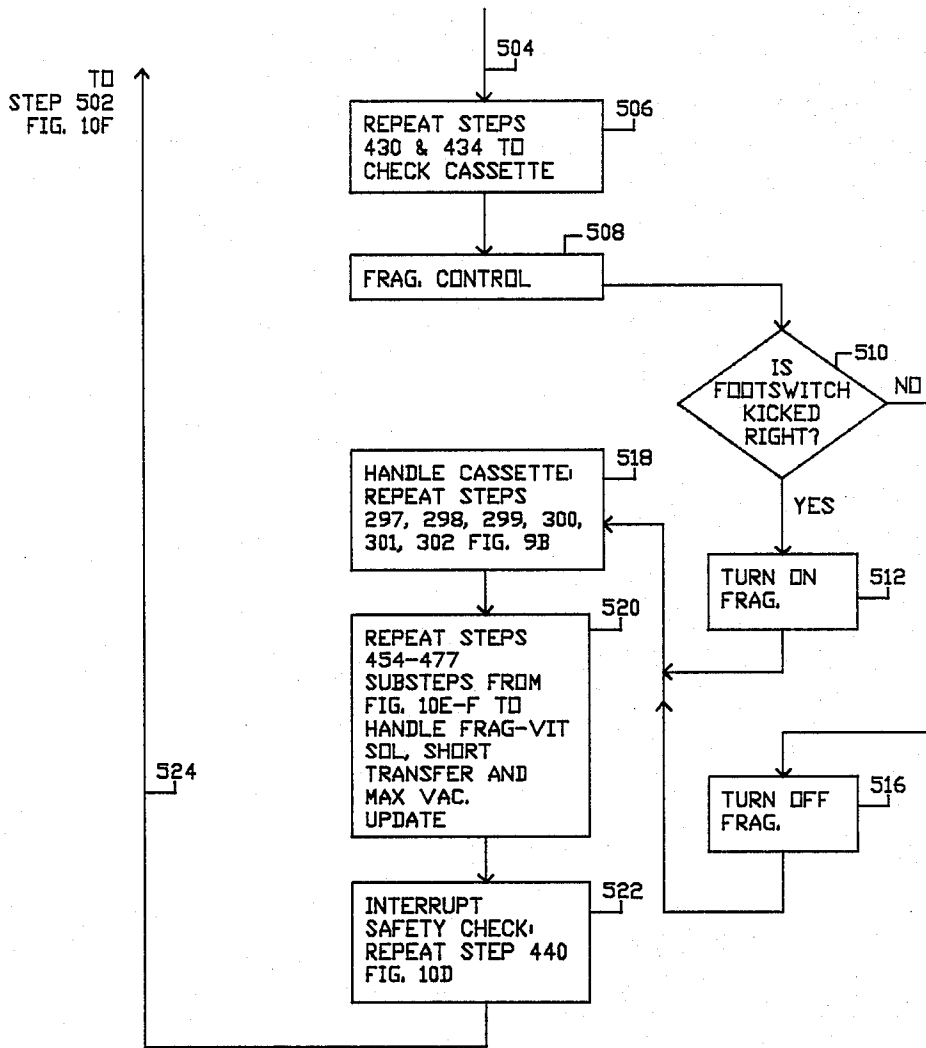 TO
STEP 502
FIG. 10F
504
506
REPEAT STEPS
430 & 434 TO
CHECK CASSETTE
508
FRAG. CONTROL
510
IS
FOOTSWITCH
KICKED
RIGHT?
NO
YES
518
HANDLE CASSETTE:
REPEAT STEPS
297, 298, 299, 300,
301, 302 FIG. 9B
TURN ON
FRAG.
512
520
REPEAT STEPS
454-477
SUBSTEPS FROM
FIG. 10E-F TO
HANDLE FRAG-VIT
SOL, SHORT
TRANSFER AND
MAX VAC.
UPDATE
524
TURN OFF
FRAG.
516
522
INTERRUPT
SAFETY CHECK:
REPEAT STEP 440
FIG. 10D